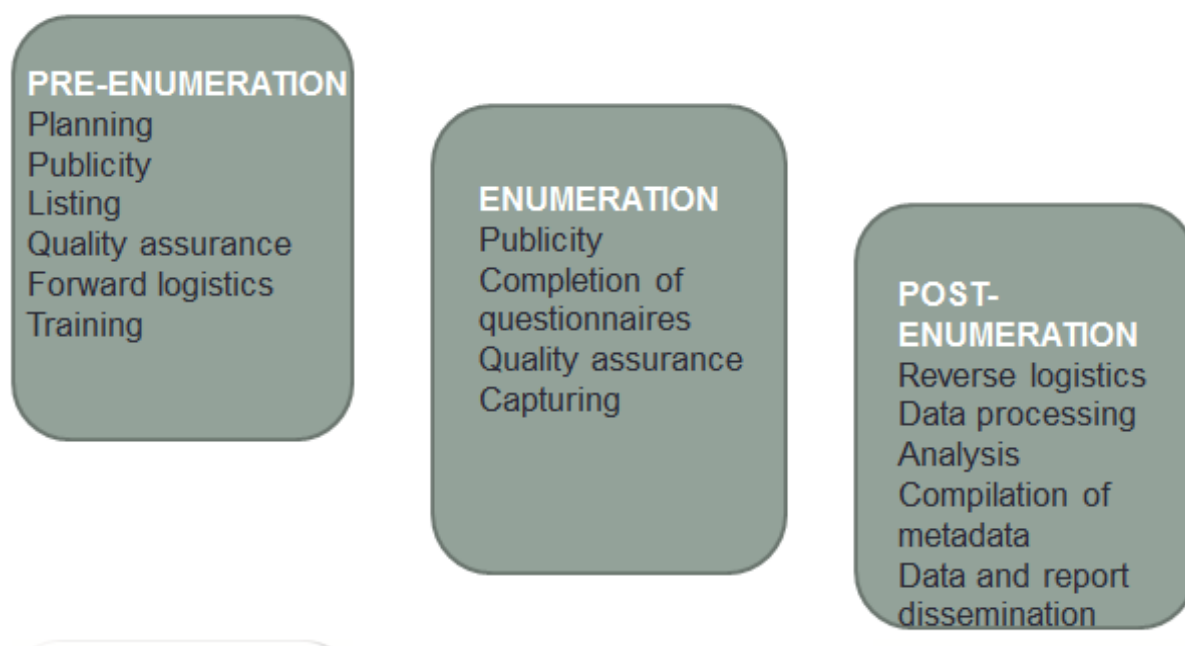 PRE-ENUMERATION
Planning
Publicity
Listing
Quality assurance
Forward logistics
Training
ENUMERATION
Publicity
Completion of
questionnaires
Quality assurance
Capturing
POST-
ENUMERATION
Reverse logistics
Data processing
Analysis
Compilation of
metadata
Data and report
dissemination